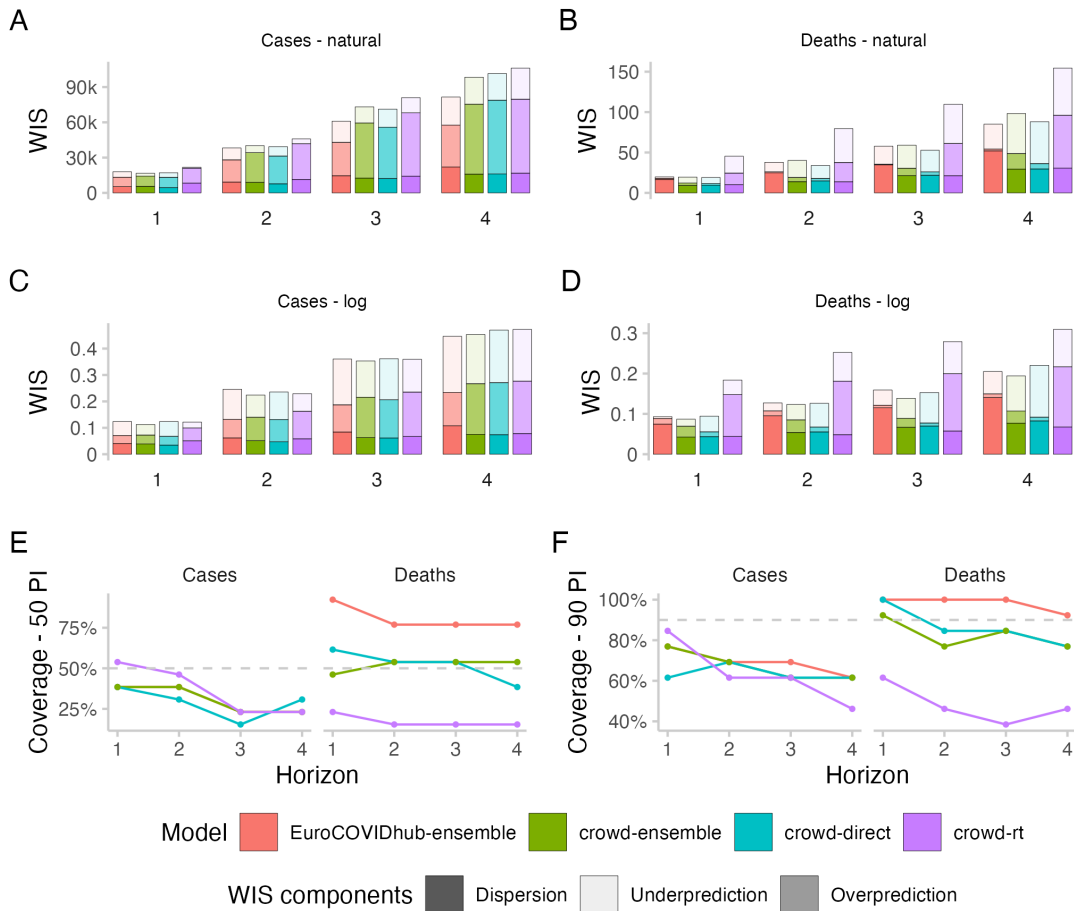 A
Cases - natural
WIS
90k
60k
30k
0
1 2 3 4
B
Deaths - natural
WIS
150
100
50
0
1 2 3 4
C
Cases - log
WIS
0.4
0.3
0.2
0.1
0
1 2 3 4
D
Deaths - log
WIS
0.3
0.2
0.1
0
1 2 3 4
E
Coverage - 50 PI
Cases Deaths
75%
50%
25%
1 2 3 4 1 2 3 4
Horizon
F
Coverage - 90 PI
Cases Deaths
100%
80%
60%
40%
1 2 3 4 1 2 3 4
Horizon
Model EuroCOVIDhub-ensemble crowd-ensemble crowd-direct crowd-rt
WIS components Dispersion Underprediction Overprediction